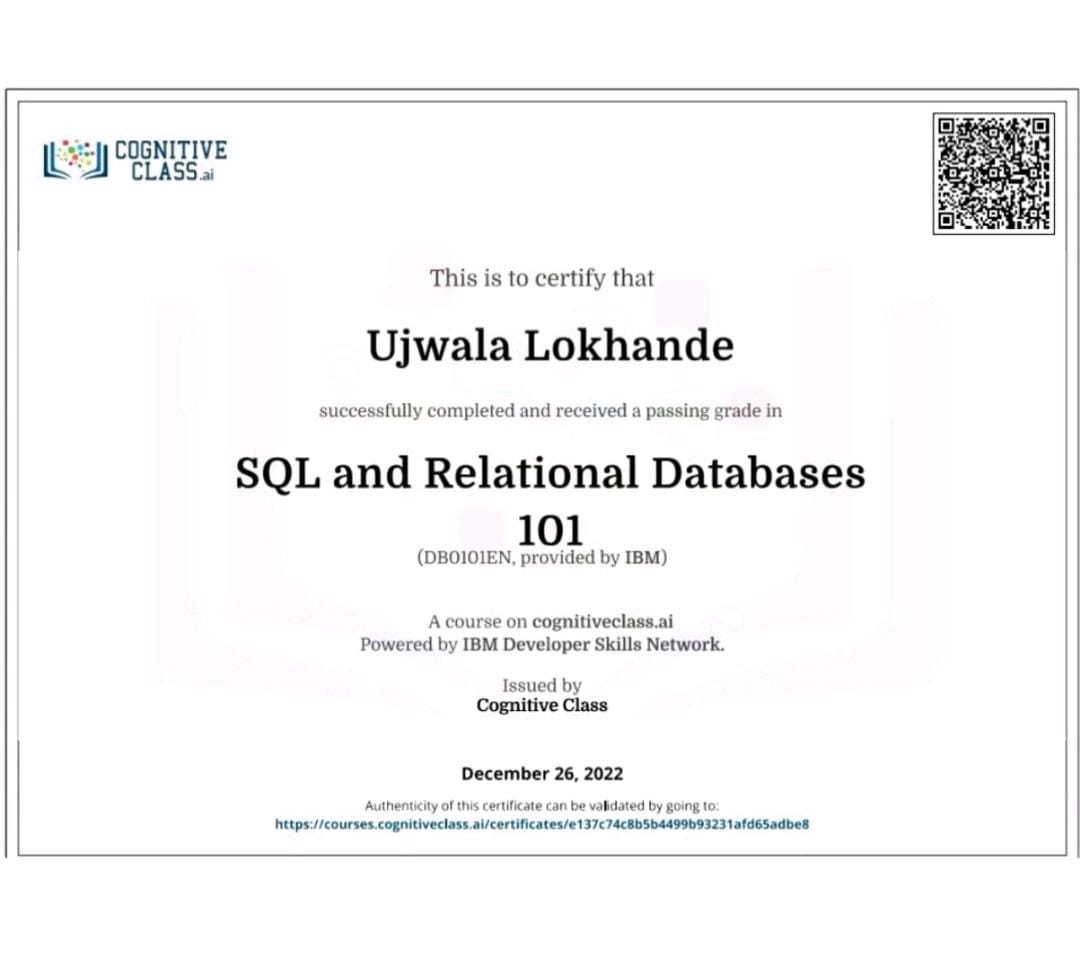 COGNITIVE
CLASS.ai
This is to certify that
Ujwala Lokhande
successfully completed and received a passing grade in
SQL and Relational Databases
101
(DB0101EN, provided by IBM)
A course on cognitiveclass.ai
Powered by IBM Developer Skills Network.
Issued by
Cognitive Class
December 26, 2022
Authenticity of this certificate can be validated by going to:
https://courses.cognitiveclass.ai/certificates/e137c74c8b5b4499b93231afd65adbe8